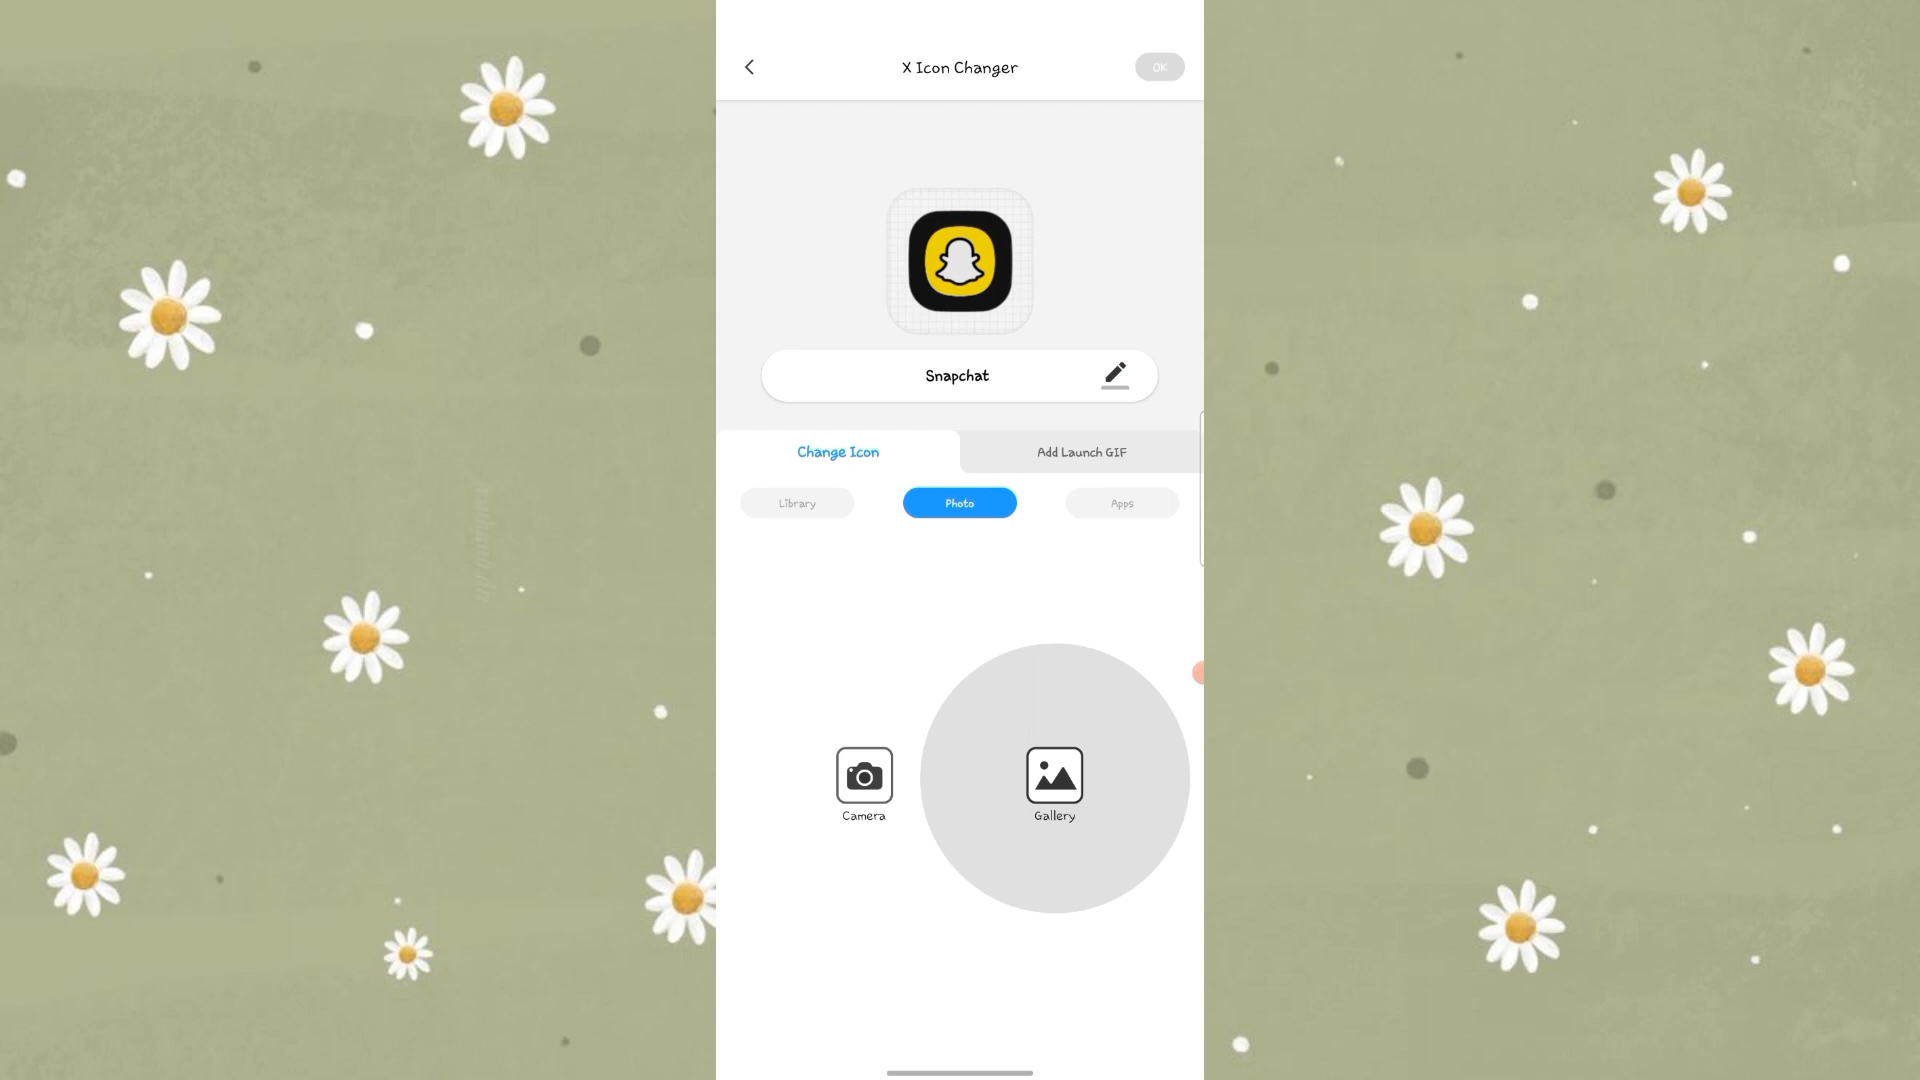 X Icon Changer
OK
Snapchat
Change Icon
Add Launch GIF
Library
Photo
Apps
Camera
Gallery